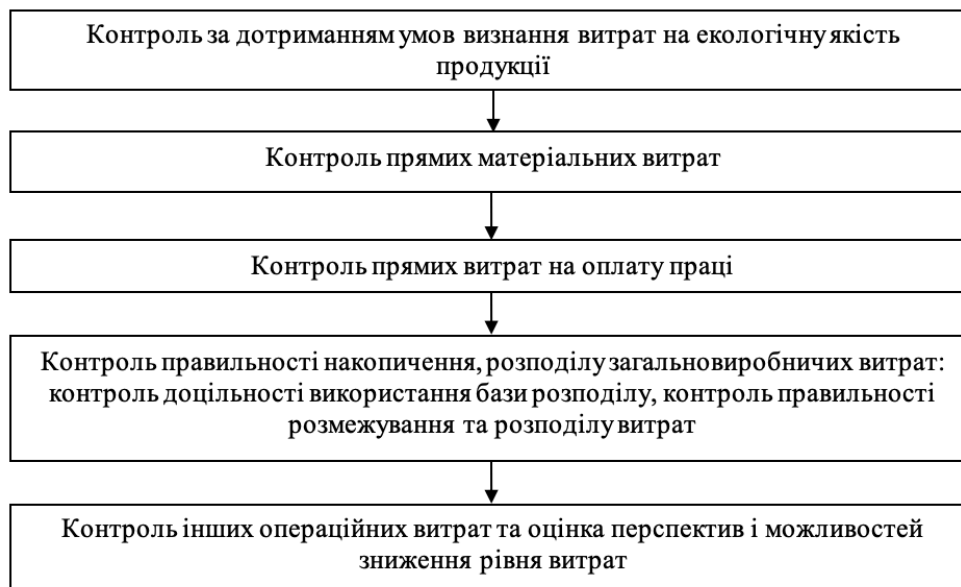 Контроль за дотриманням умов визнання витрат на екологічну якість
продукції
Контроль прямих матеріальних витрат
Контроль прямих витрат на оплату праці
Контроль правильності накопичення, розподілу загальновиробничих витрат:
контроль доцільності використання бази розподілу, контроль правильності
розмежування та розподілу витрат
Контроль інших операційних витрат та оцінка перспектив і можливостей
зниження рівня витрат